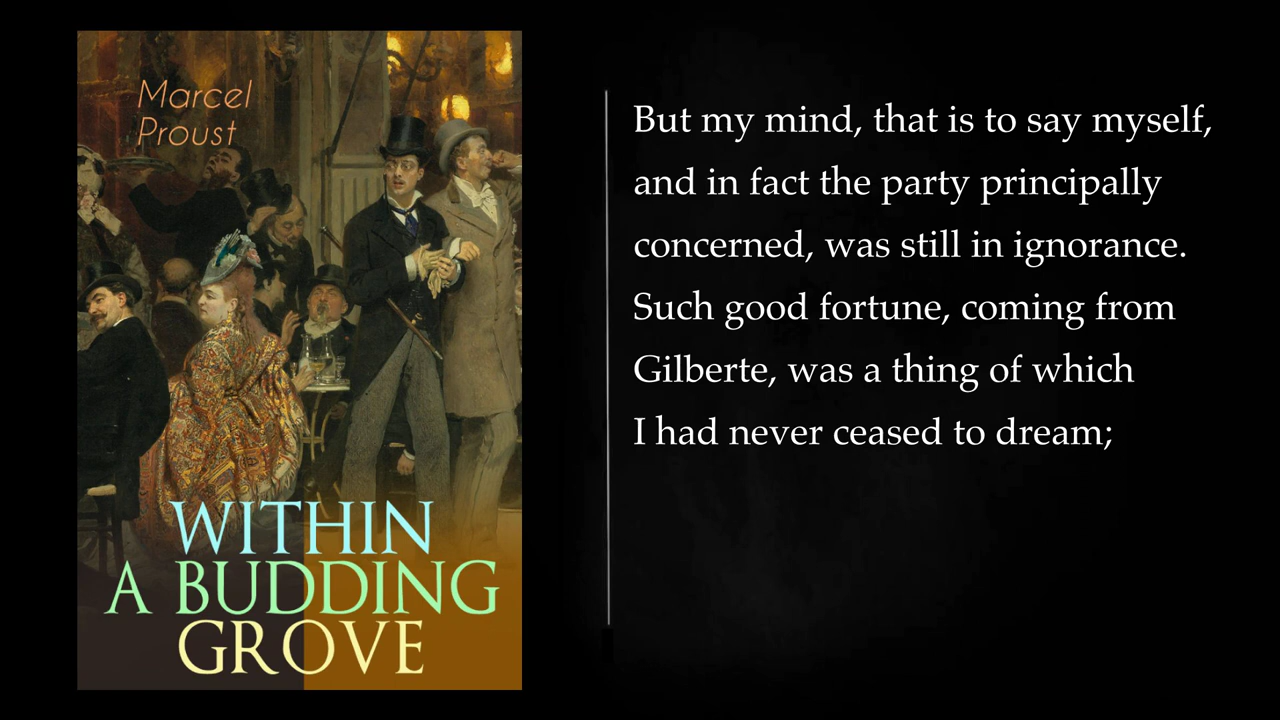 Marcel
Proust
WITHIN
A BUDDING
GROVE
But my mind, that is to say myself,
and in fact the party principally
concerned, was still in ignorance.
Such good fortune, coming from
Gilberte, was a thing of which
I had never ceased to dream;